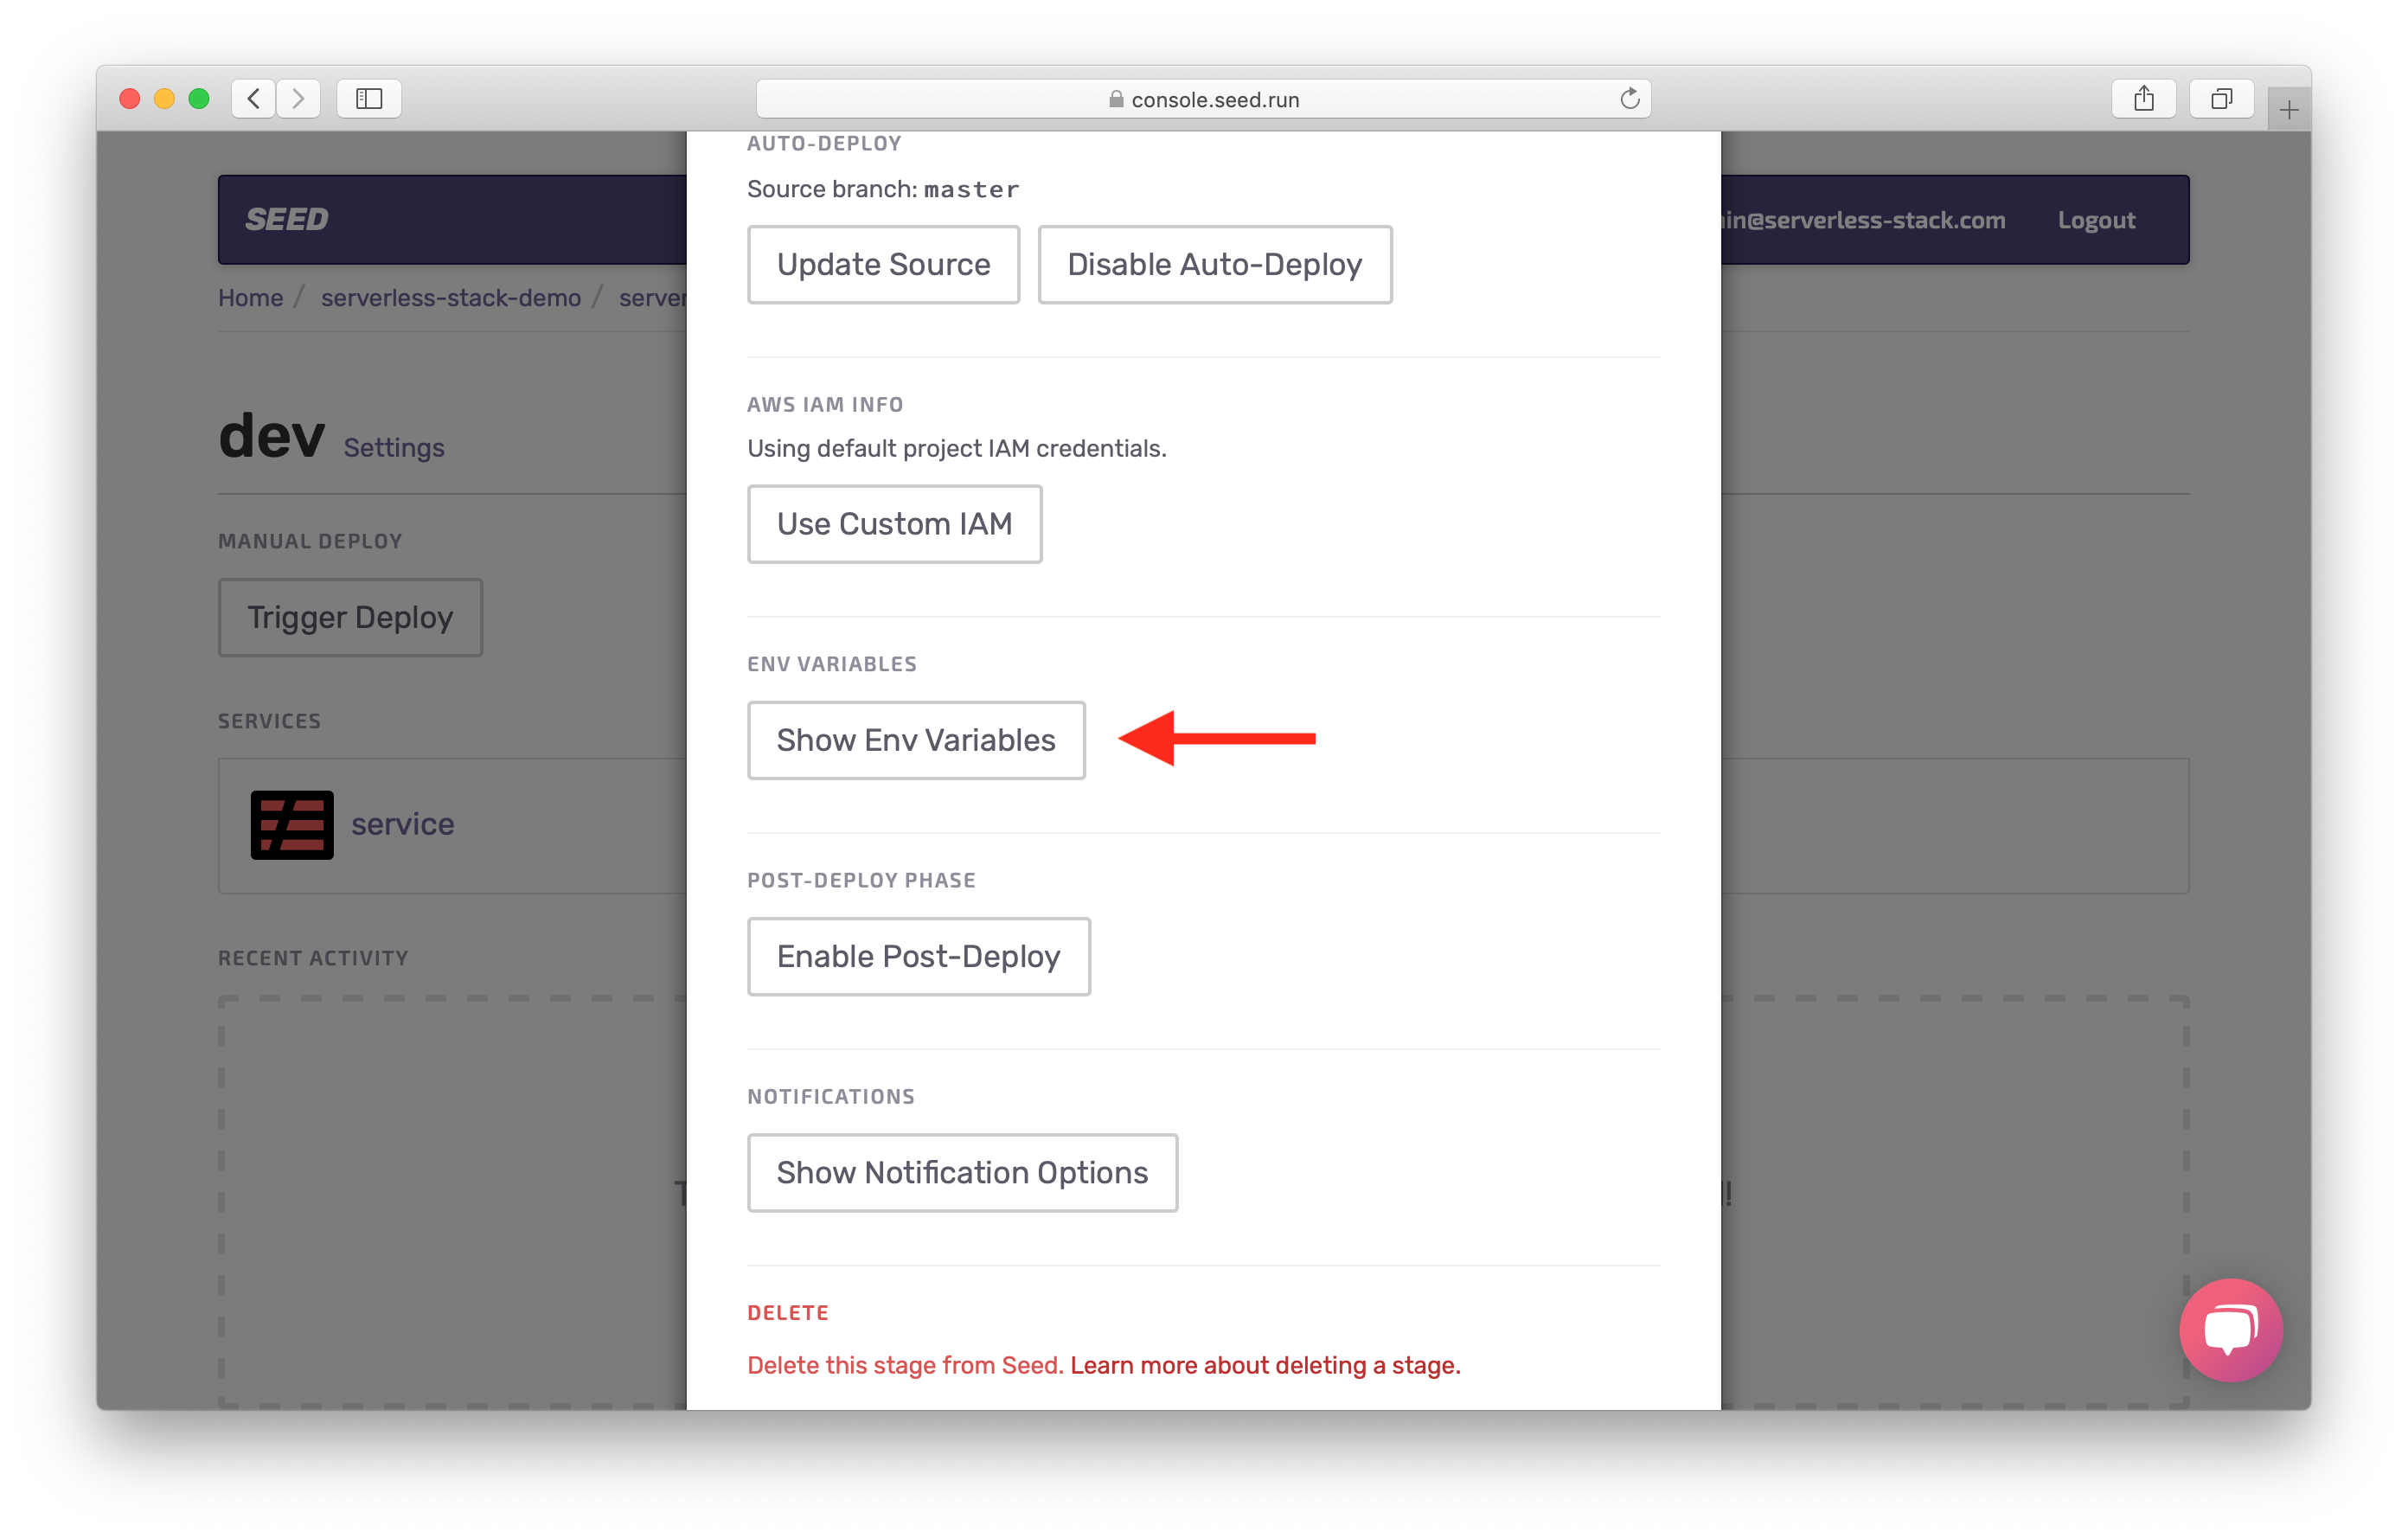 console.seed.run
SEED
in@serverless-stack.com
Logout
Home / serverless-stack-demo / server
dev Settings
MANUAL DEPLOY
Trigger Deploy
SERVICES
service
RECENT ACTIVITY
AUTO-DEPLOY
Source branch: master
Update Source
Disable Auto-Deploy
AWS IAM INFO
Using default project IAM credentials.
Use Custom IAM
ENV VARIABLES
Show Env Variables
POST-DEPLOY PHASE
Enable Post-Deploy
NOTIFICATIONS
Show Notification Options
DELETE
Delete this stage from Seed. Learn more about deleting a stage.